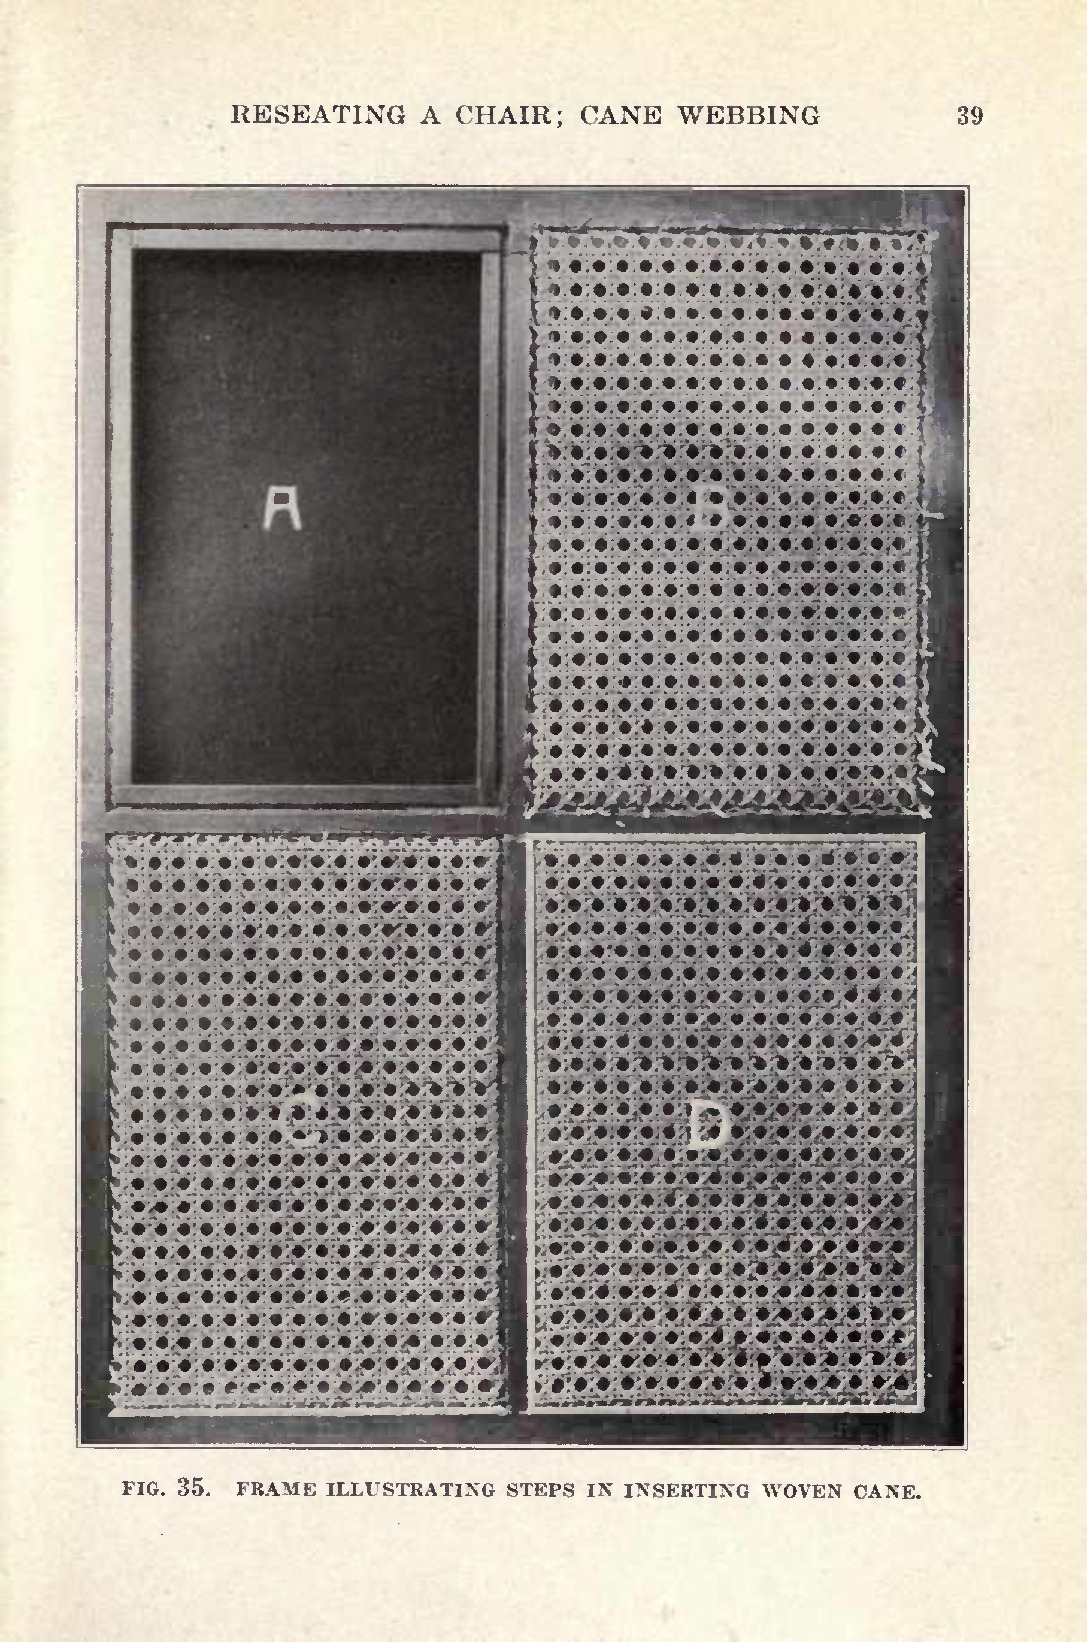 RESEATING A CHAIR; CANE WEBBING 39
A
B
C
D
FIG. 35. FRAME ILLUSTRATING STEPS IN INSERTING WOVEN CANE.